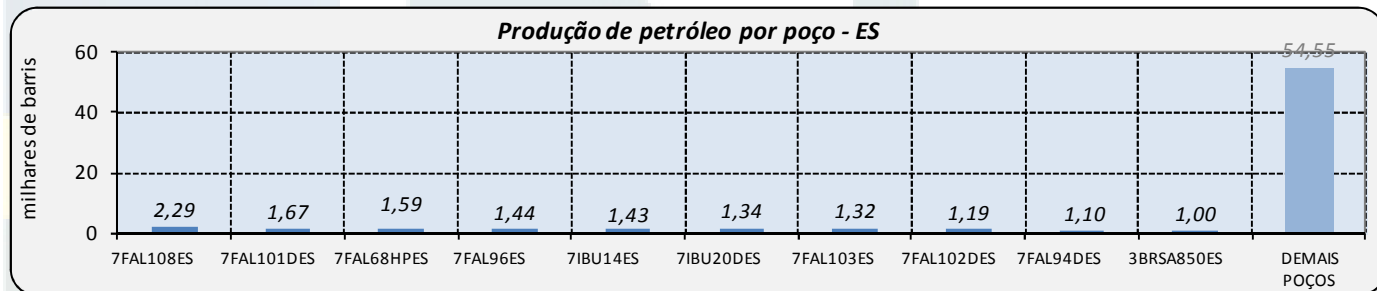 Produção de petróleo por poço - ES
milhares de barris
60
40
20
0
2,29
1,67
1,59
1,44
1,43
1,34
1,32
1,19
1,10
1,00
54,55
7FAL108ES
7FAL101DES
7FAL68HPES
7FAL96ES
7IBU14ES
7IBU20DES
7FAL103ES
7FAL102DES
7FAL94DES
3BRSA850ES
DEMAIS
POÇOS